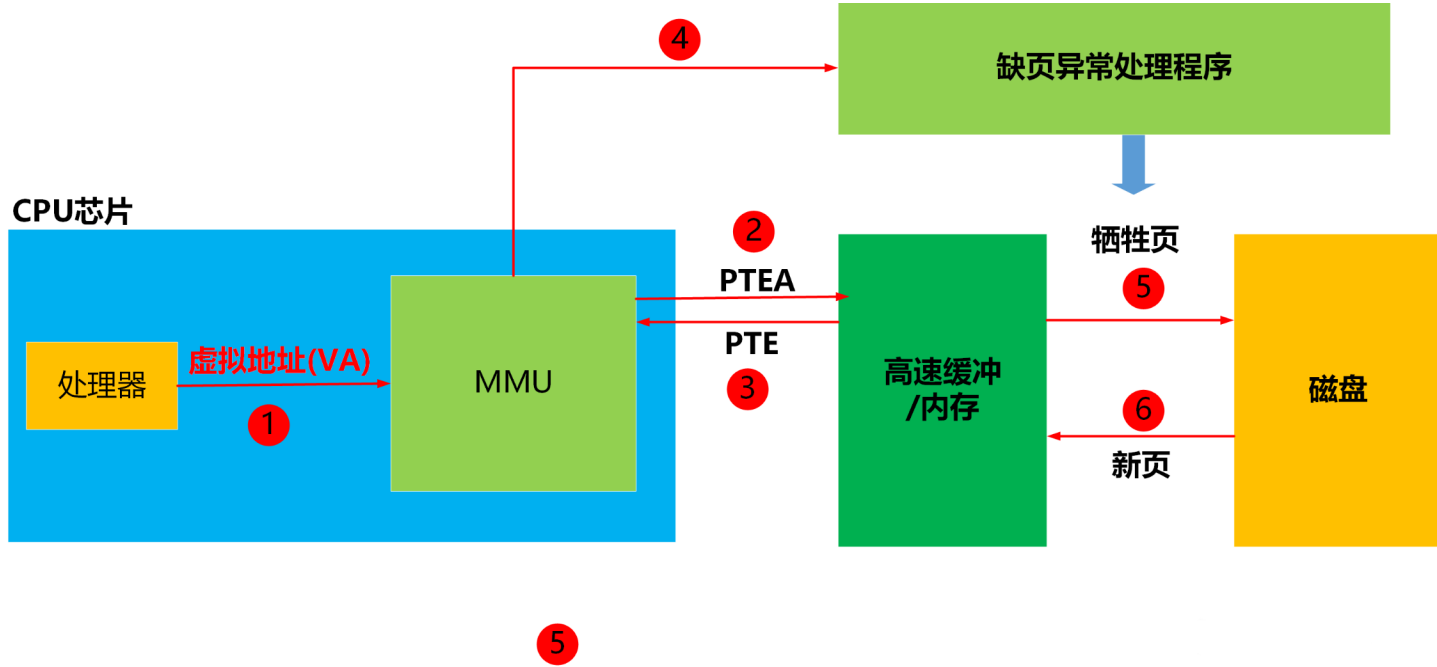 4
缺页异常处理程序
CPU芯片
2
PTEA
牺牲页
5
处理器
虚拟地址(VA)
1
MMU
PTE
3
高速缓冲
/内存
6
新页
磁盘
5